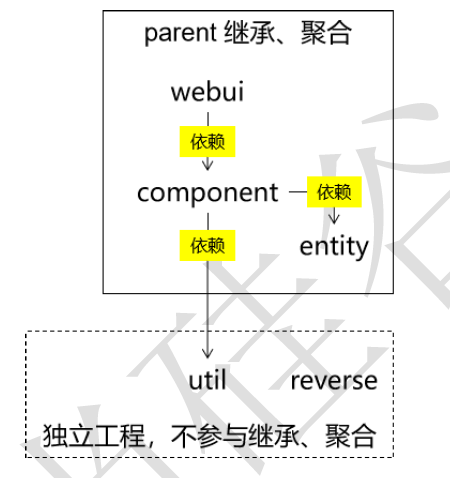 parent 继承、聚合
webui
依赖
component
依赖
entity
依赖
util
reverse
独立工程，不参与继承、聚合